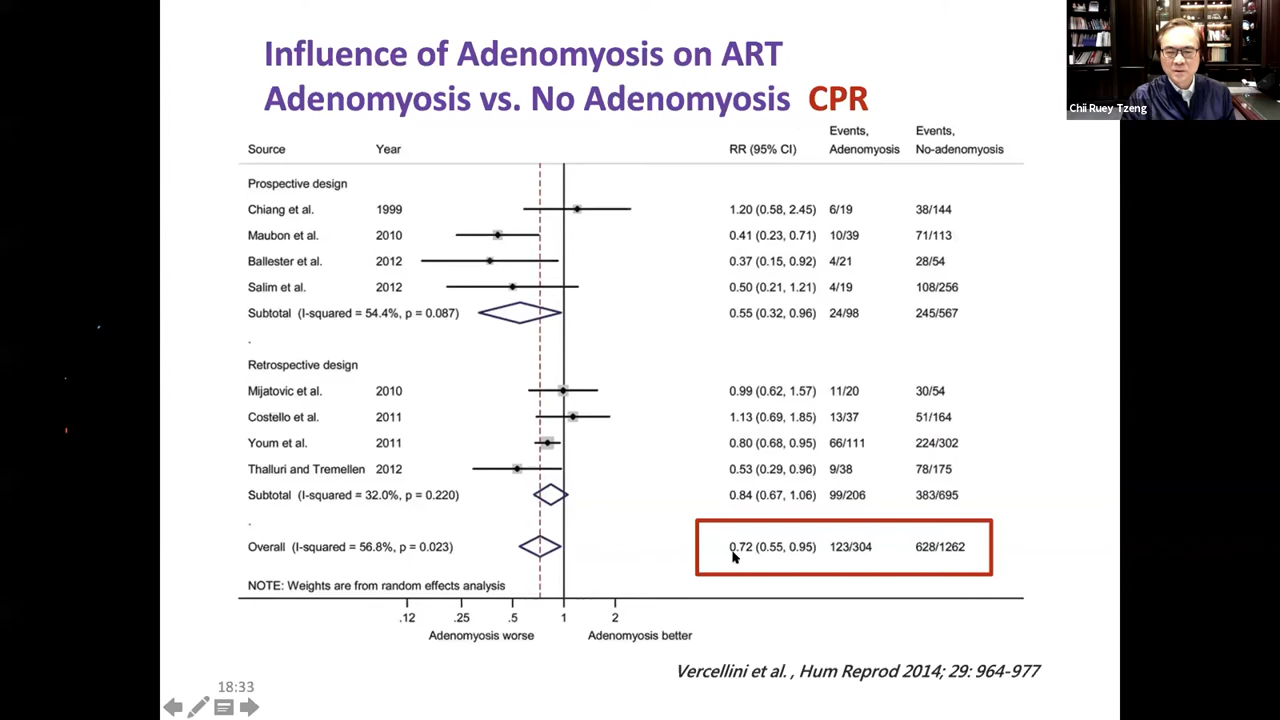 Influence of Adenomyosis on ART
Adenomyosis vs. No Adenomyosis CPR
Chii Ruey Tzeng
Events, Events,
Source Year RR (95% CI) Adenomyosis No-adenomyosis
Prospective design
Chiang et al. 1999 1.20 (0.58, 2.45) 6/19 38/144
Maubon et al. 2010 0.41 (0.23, 0.71) 10/39 71/113
Ballester et al. 2012 0.37 (0.15, 0.92) 4/21 28/54
Salim et al. 2012 0.50 (0.21, 1.21) 4/19 108/256
Subtotal (I-squared = 54.4%, p = 0.087) 0.55 (0.32, 0.96) 24/98 245/567
.
Retrospective design
Mijatovic et al. 2010 0.99 (0.62, 1.57) 11/20 30/54
Costello et al. 2011 1.13 (0.69, 1.85) 13/37 51/164
Youm et al. 2011 0.80 (0.68, 0.95) 66/111 224/302
Thalluri and Tremellen 2012 0.53 (0.29, 0.96) 9/38 78/175
Subtotal (I-squared = 32.0%, p = 0.220) 0.84 (0.67, 1.06) 99/206 383/695
.
Overall (I-squared = 56.8%, p = 0.023) 0.72 (0.55, 0.95) 123/304 628/1262
NOTE: Weights are from random effects analysis
.12 .25 .5 1 2
Adenomyosis worse Adenomyosis better
Vercellini et al. , Hum Reprod 2014; 29: 964-977
18:33